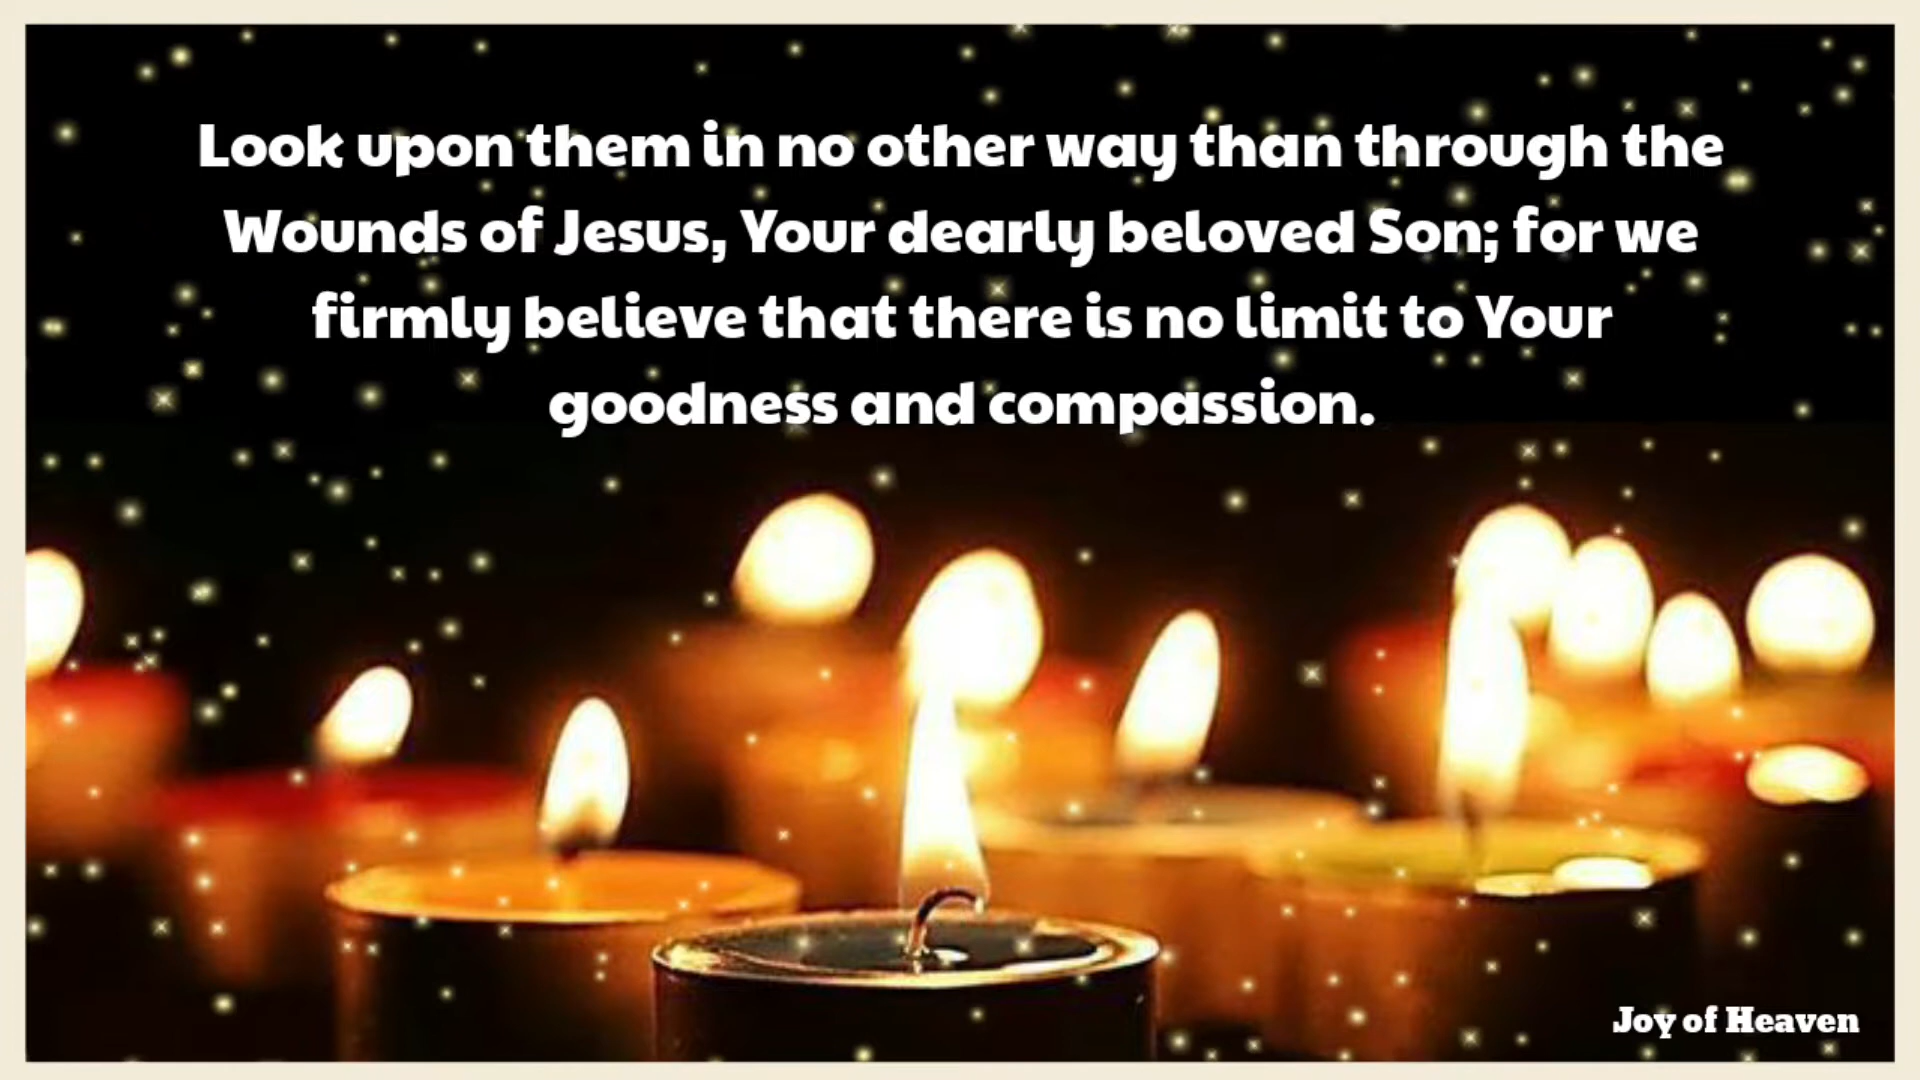 Look upon them in no other way than through the
Wounds of Jesus, Your dearly beloved Son; for we
firmly believe that there is no limit to Your
goodness and compassion.
Joy of Heaven